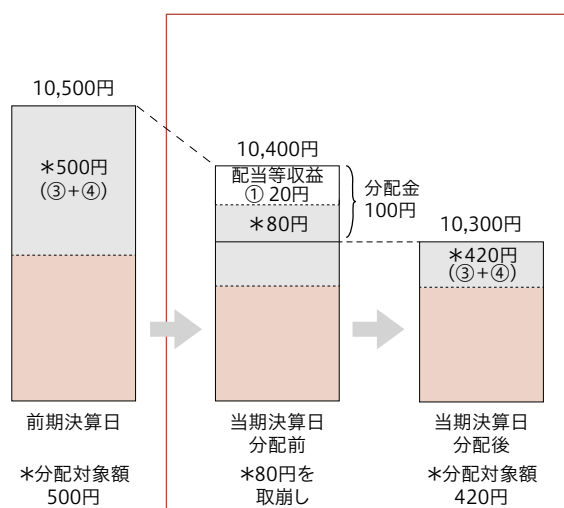 10,500円
＊500円
(③＋④)
前期決算日
＊分配対象額
500円
10,400円
配当等収益
① 20円
＊80円
分配金
100円
当期決算日
分配前
＊80円を
取崩し
10,300円
＊420円
(③＋④)
当期決算日
分配後
＊分配対象額
420円